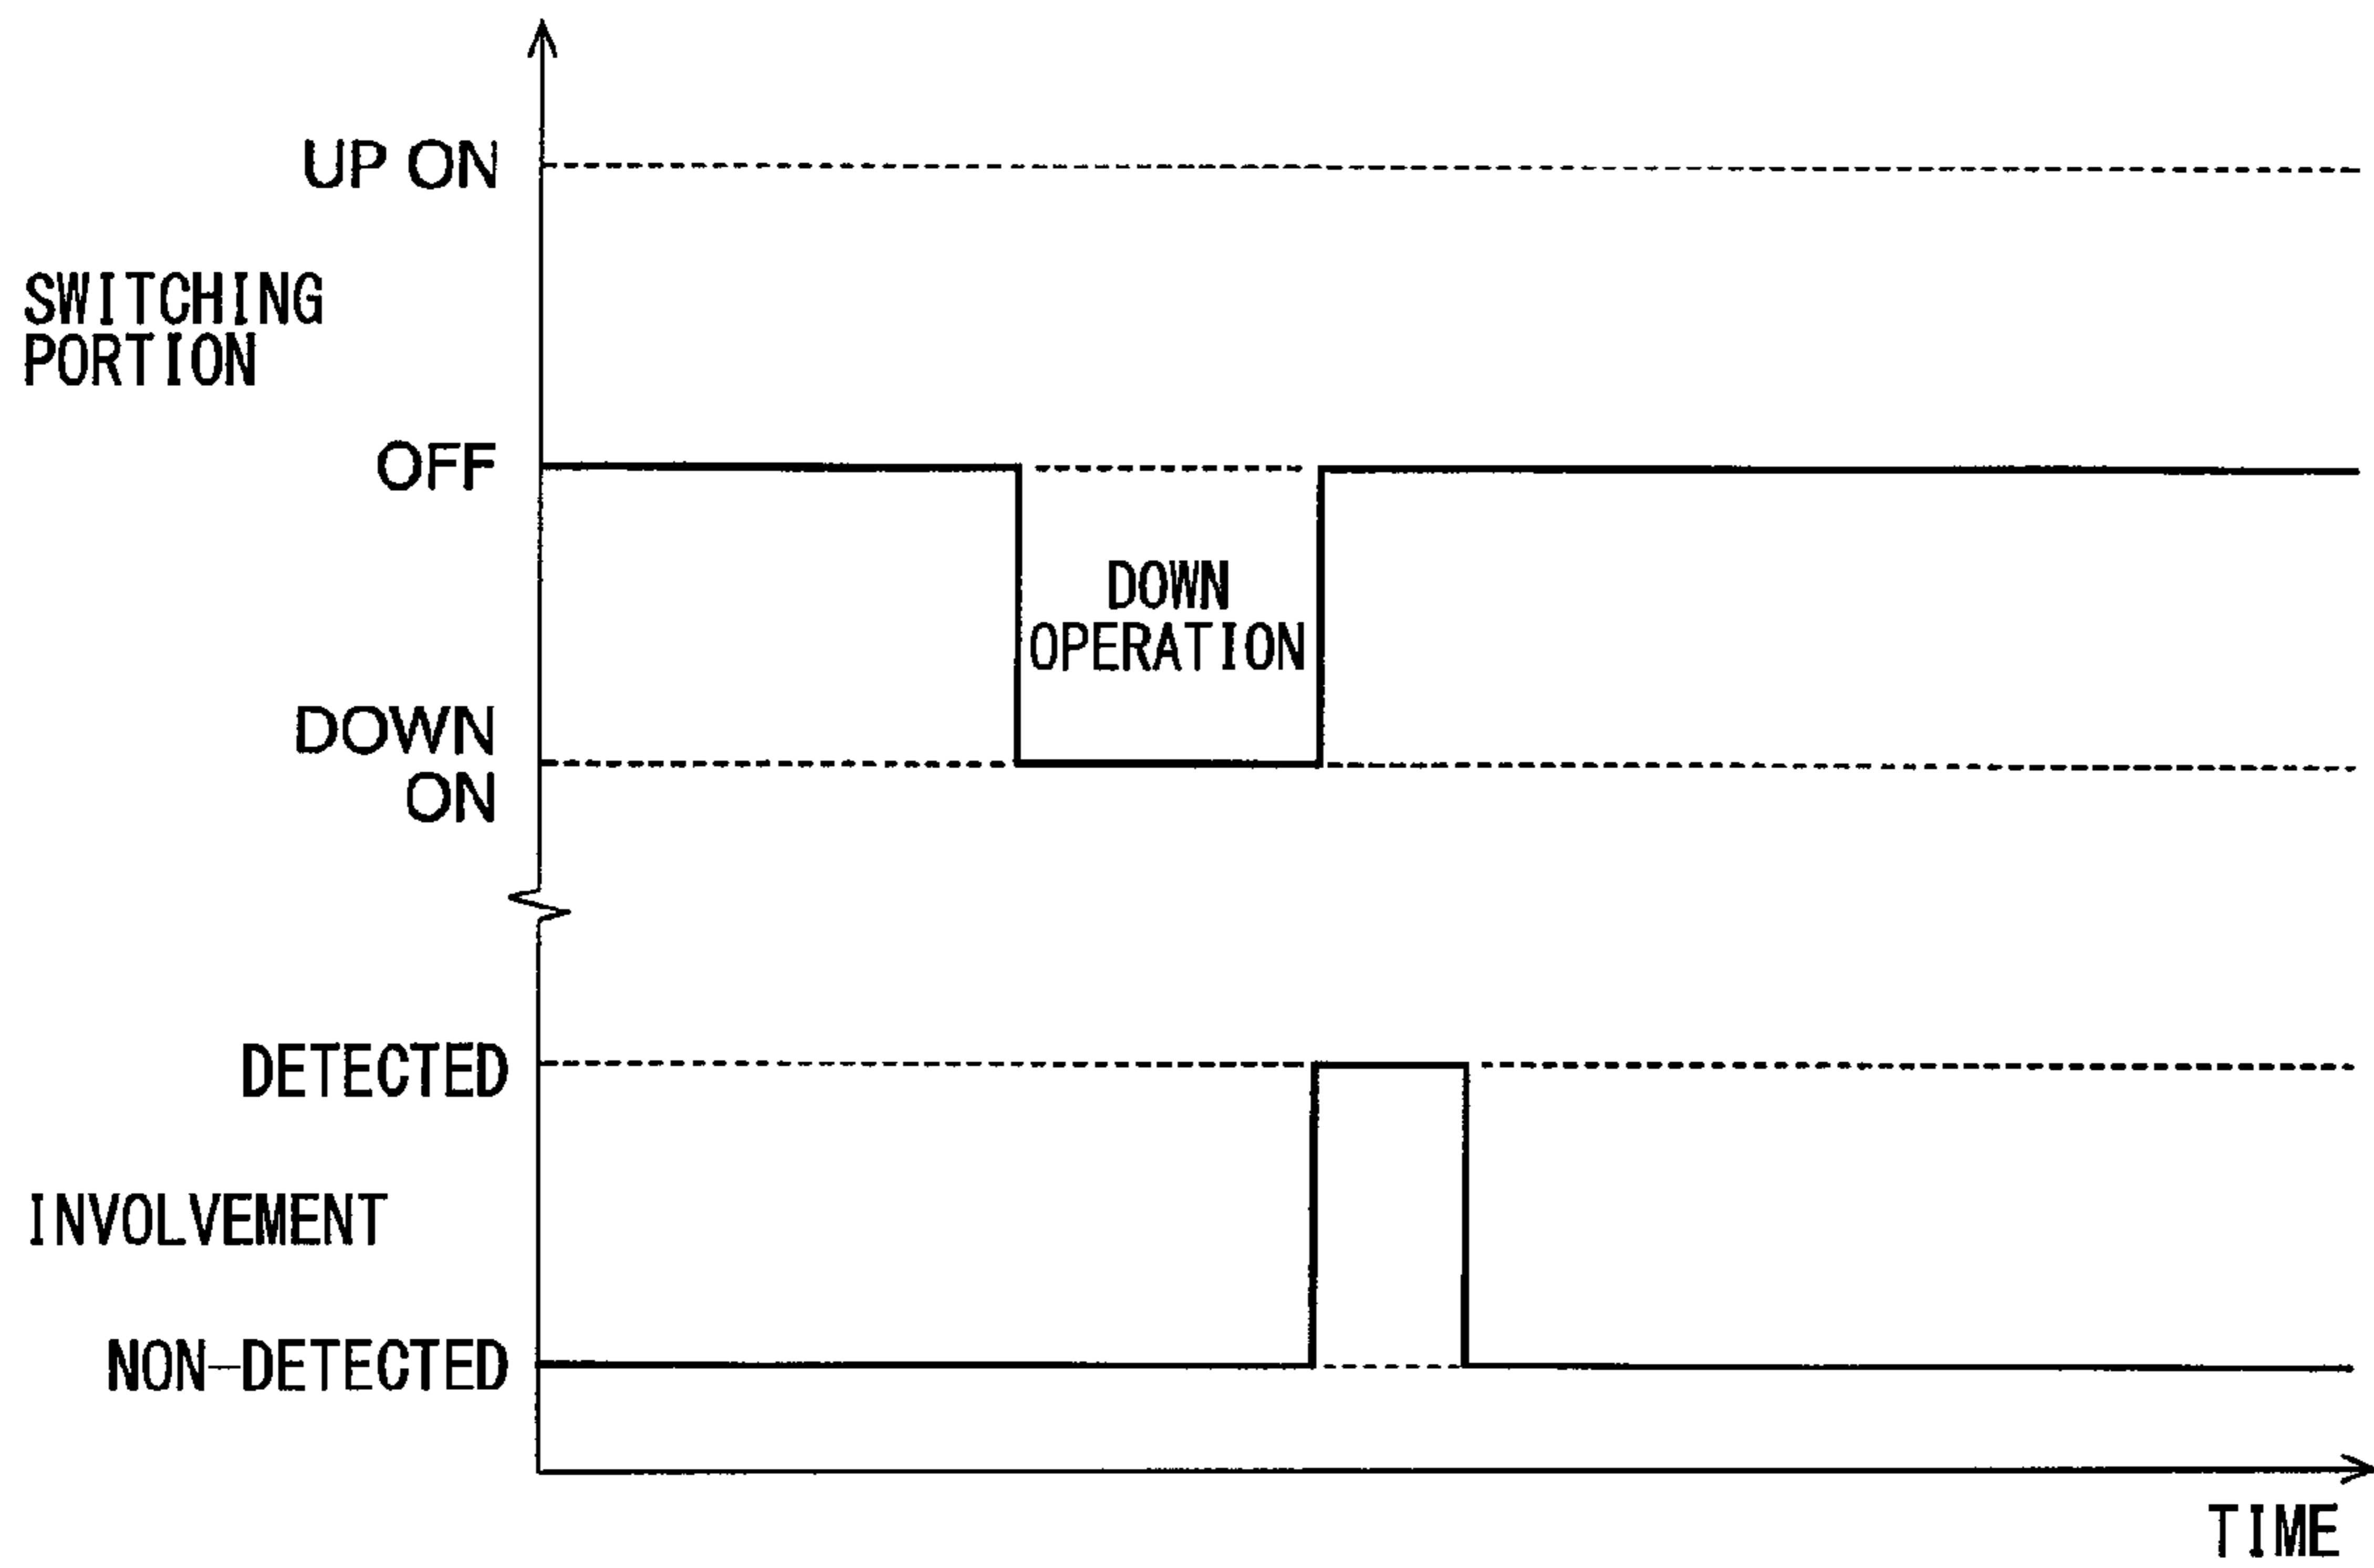 UP ON
SWITCHING
PORTION
OFF
DOWN
OPERATION
DOWN
ON
DETECTED
INVOLVEMENT
NON-DETECTED
TIME